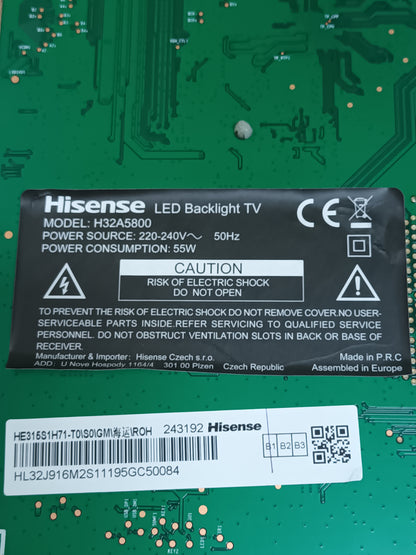 Hisense LED Backlight TV
MODEL: H32A5800
POWER SOURCE: 220-240V~ 50Hz
POWER CONSUMPTION: 55W
CE
CAUTION
RISK OF ELECTRIC SHOCK
DO NOT OPEN
TO PREVENT THE RISK OF ELECTRIC SHOCK DO NOT REMOVE COVER.NO USER-
SERVICEABLE PARTS INSIDE.REFER SERVICING TO QUALIFIED SERVICE
PERSONNEL. DO NOT OBSTRUCT VENTILATION SLOTS IN BACK OR BASE OF
RECEIVER.
Manufacturer & Importer: Hisense Czech s.r.o. Made in P.R.C
ADD: U Nove Hospody 1164/4 301 00 Plzen Czech Republic Assembled in Europe
HE315S1H71-T0\S0\GM\海运\ROH 243192 Hisense
B1 B2 B3
HL32J916M2S11195GC50084
KEY1
KEY2